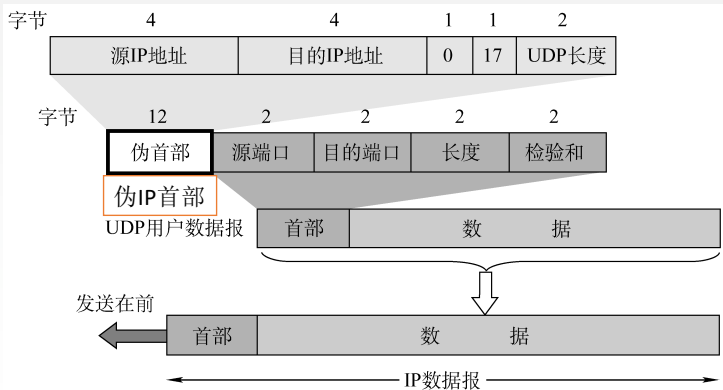 字节 4 4 1 1 2
源IP地址 目的IP地址 0 17 UDP长度
字节 12 2 2 2 2
伪首部 源端口 目的端口 长度 检验和
伪IP首部
UDP用户数据报 首部 数 据
发送在前
首部 数 据
IP数据报